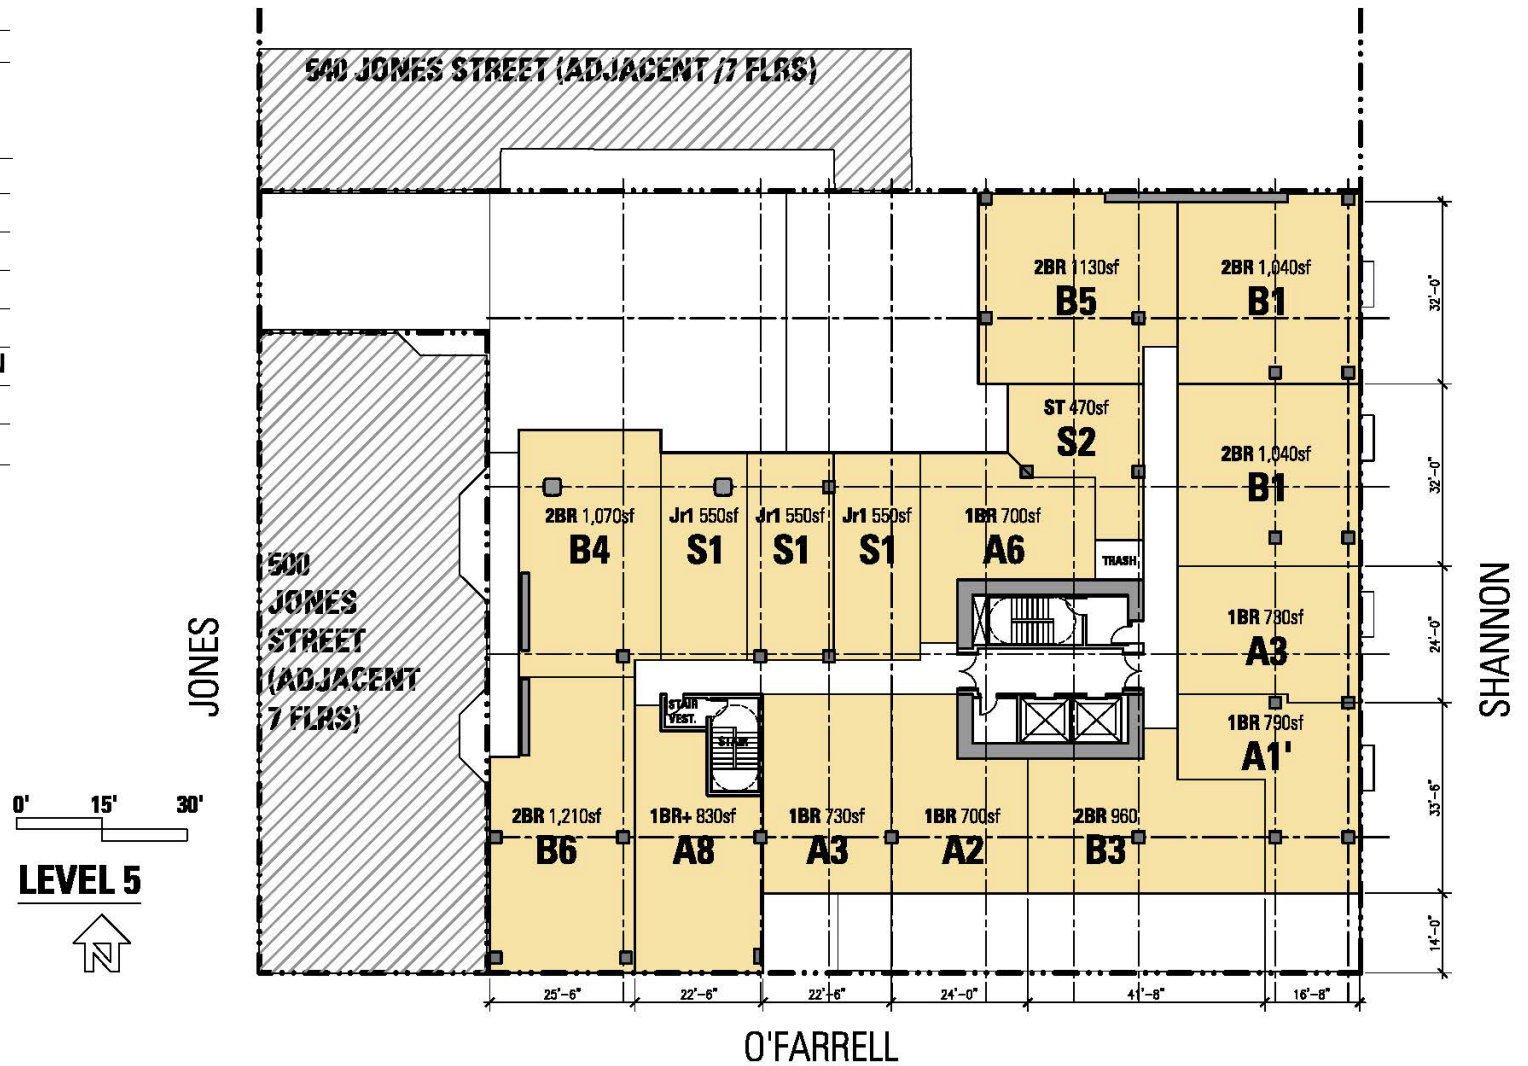 540 JONES STREET (ADJACENT /7 FLRS)
2BR 1130sf
B5
2BR 1,040sf
B1
32'-0"
ST 470sf
S2
2BR 1,040sf
B1
32'-0"
2BR 1,070sf
B4
Jr1 550sf
S1
Jr1 550sf
S1
Jr1 550sf
S1
1BR 700sf
A6
TRASH
500
JONES
STREET
(ADJACENT
7 FLRS)
JONES
1BR 730sf
A3
24'-0"
SHANNON
STAIR
VEST.
STAIR
1BR 790sf
A1'
33'-6"
0' 15' 30'
LEVEL 5
N
2BR 1,210sf
B6
1BR+ 830sf
A8
1BR 730sf
A3
1BR 700sf
A2
2BR 960
B3
14'-0"
25'-6" 22'-6" 22'-6" 24'-0" 41'-8" 16'-8"
O'FARRELL